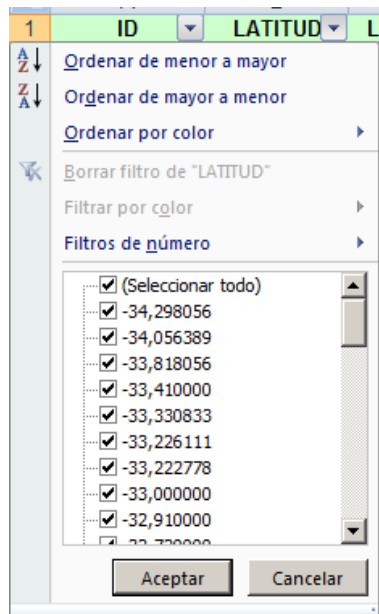 1 ID LATITUD L
Ordenar de menor a mayor
Ordenar de mayor a menor
Ordenar por color
Borrar filtro de "LATITUD"
Filtrar por color
Filtros de número
(Seleccionar todo)
-34,298056
-34,056389
-33,818056
-33,410000
-33,330833
-33,226111
-33,222778
-33,000000
-32,910000
Aceptar Cancelar